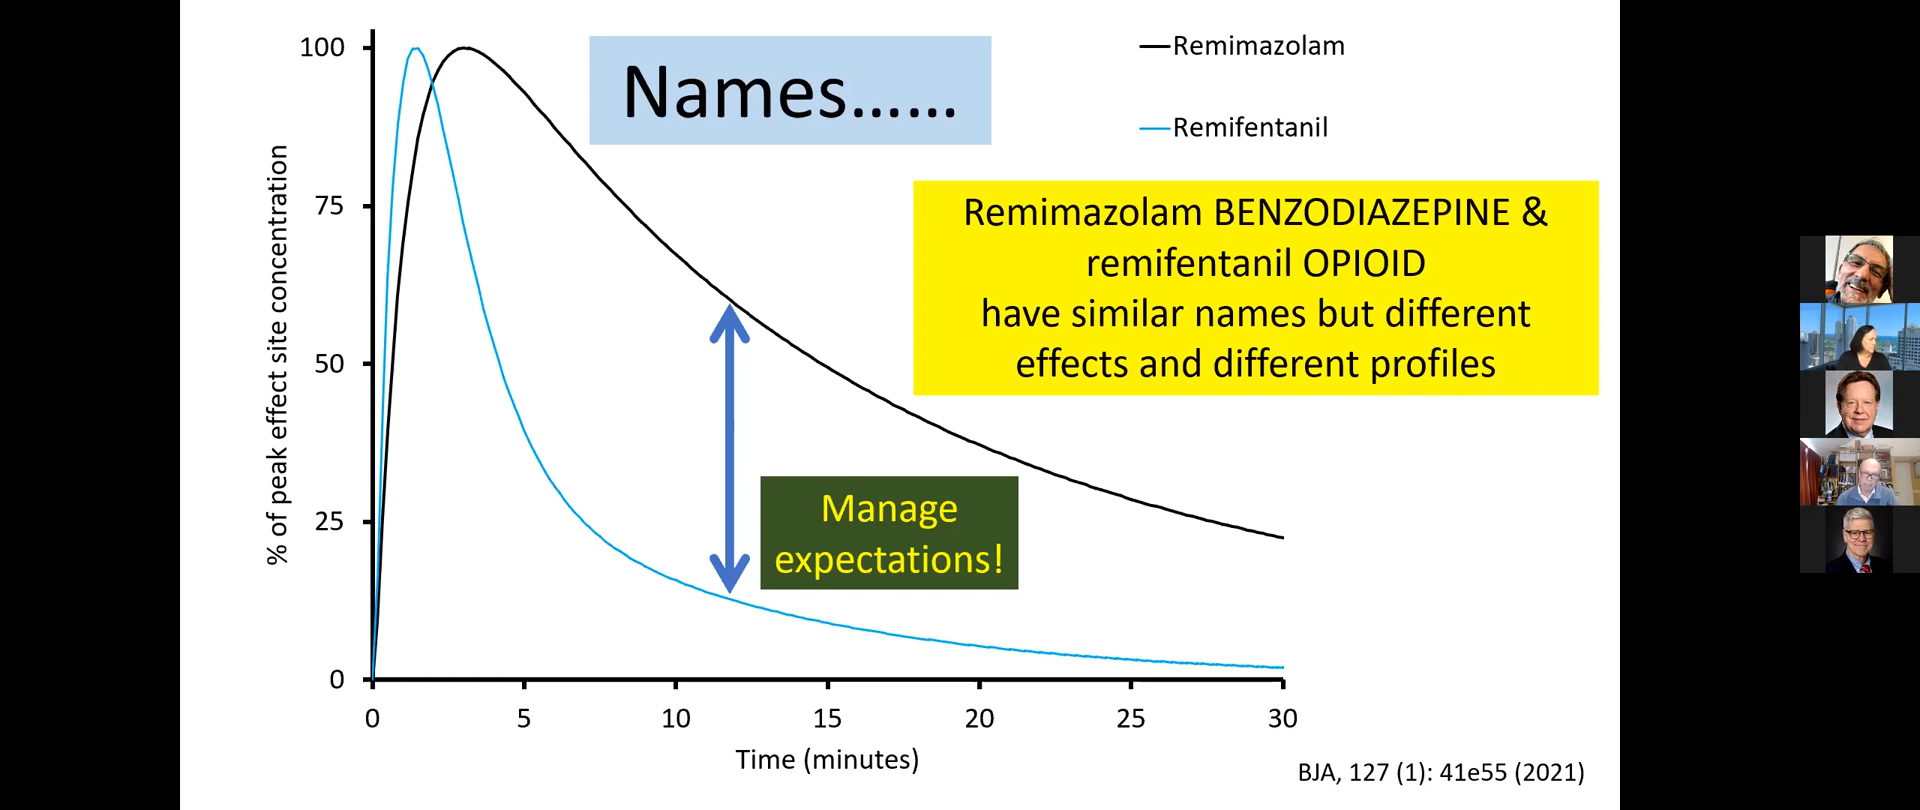 Names......
Remimazolam
Remifentanil
Remimazolam BENZODIAZEPINE &
remifentanil OPIOID
have similar names but different
effects and different profiles
Manage
expectations!
% of peak effect site concentration
100
75
50
25
0
0 5 10 15 20 25 30
Time (minutes)
BJA, 127 (1): 41e55 (2021)